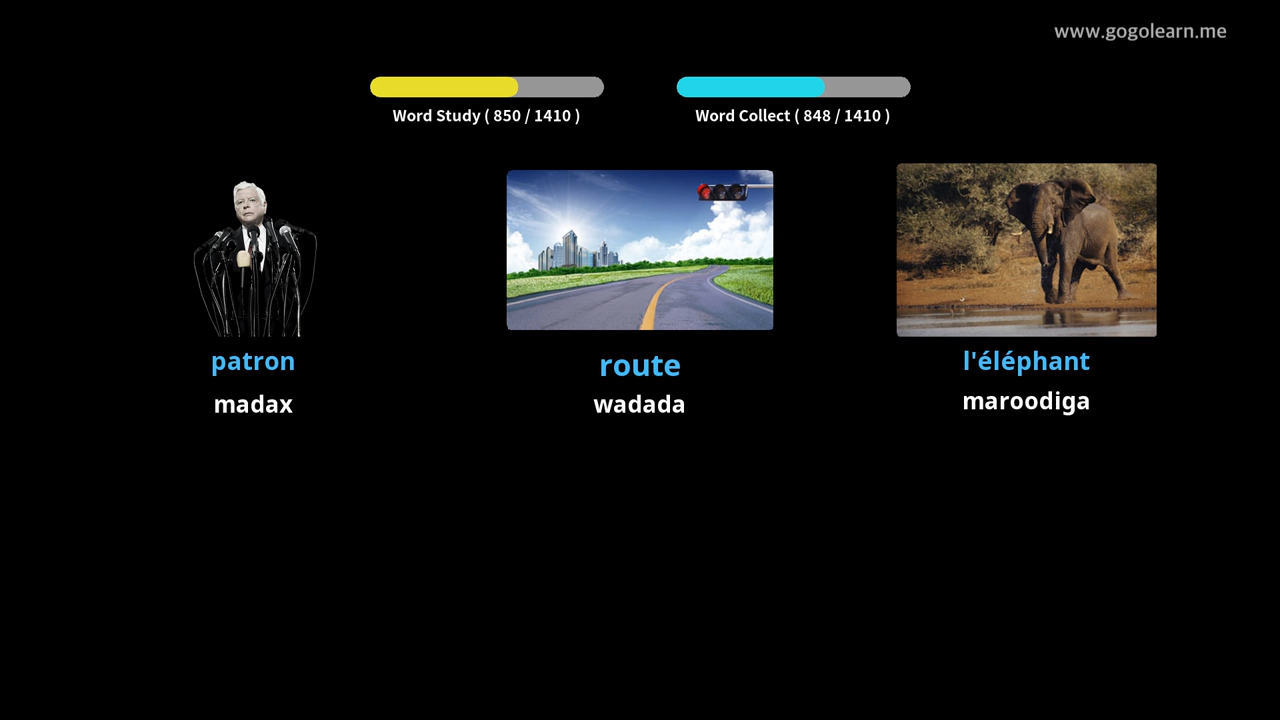 www.gogolearn.me
Word Study ( 850 / 1410 )
Word Collect ( 848 / 1410 )
patron
madax
route
wadada
l'éléphant
maroodiga